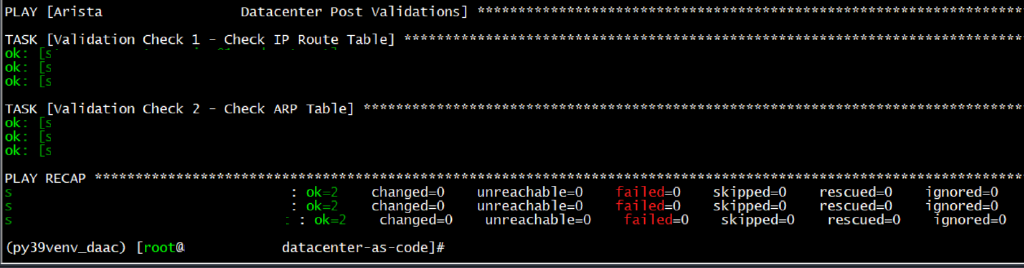 PLAY [Arista Datacenter Post Validations] ******************************************************************
TASK [Validation Check 1 - Check IP Route Table] ***************************************************************************
ok: [s
ok: [s
ok: [s
TASK [Validation Check 2 - Check ARP Table] ********************************************************************************
ok: [s
ok: [s
ok: [s
PLAY RECAP *****************************************************************************************************************
s : ok=2 changed=0 unreachable=0 failed=0 skipped=0 rescued=0 ignored=0
s : ok=2 changed=0 unreachable=0 failed=0 skipped=0 rescued=0 ignored=0
s : ok=2 changed=0 unreachable=0 failed=0 skipped=0 rescued=0 ignored=0
(py39venv_daac) [root@ datacenter-as-code]#